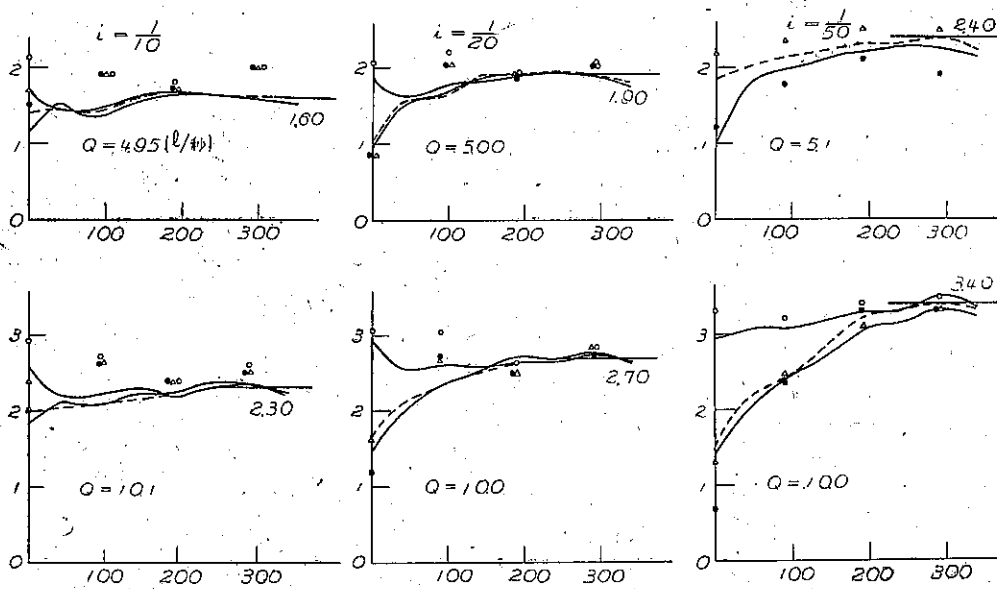 i = 1/10
2
1
0
100 200 300
1.60
Q = 4.95 (l/秒)
i = 1/20
2
1
0
100 200 300
1.90
Q = 5.00
i = 1/50
2
1
0
100 200 300
2.40
Q = 5.1
3
2
1
0
100 200 300
2.30
Q = 10.1
3
2
1
0
100 200 300
2.70
Q = 10.0
3
2
1
0
100 200 300
3.40
Q = 10.0